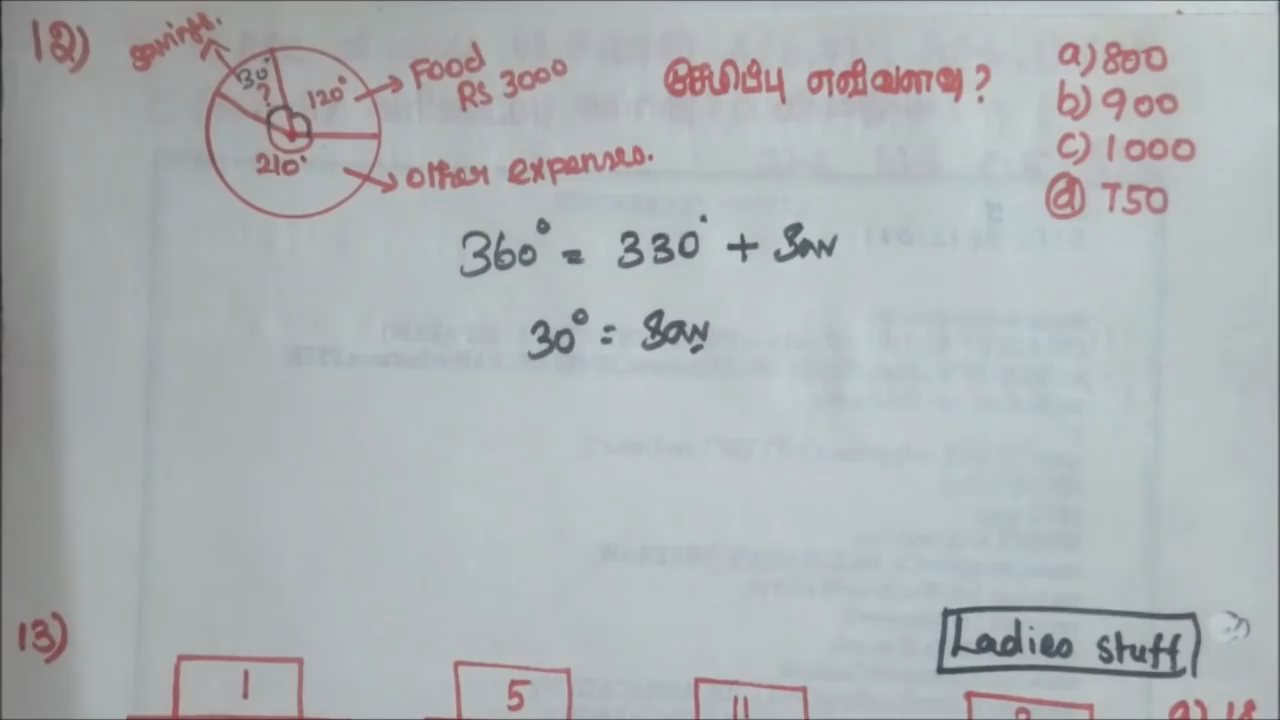 12)
savings.
30°
?
120°
210°
Food
RS 3000
other expenses.
சேமிப்பு எவ்வளவு?
a) 800
b) 900
c) 1000
d) 750
360° = 330° + Sav
30° = Sav
13)
Ladies stuff
1
5
11
a) 18